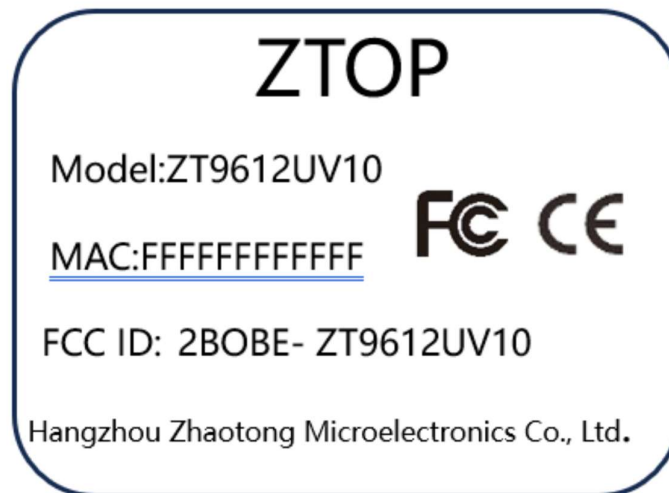 ZTOP
Model:ZT9612UV10
FC CE
MAC:FFFFFFFFFFFF
FCC ID: 2BOBE- ZT9612UV10
Hangzhou Zhaotong Microelectronics Co., Ltd.